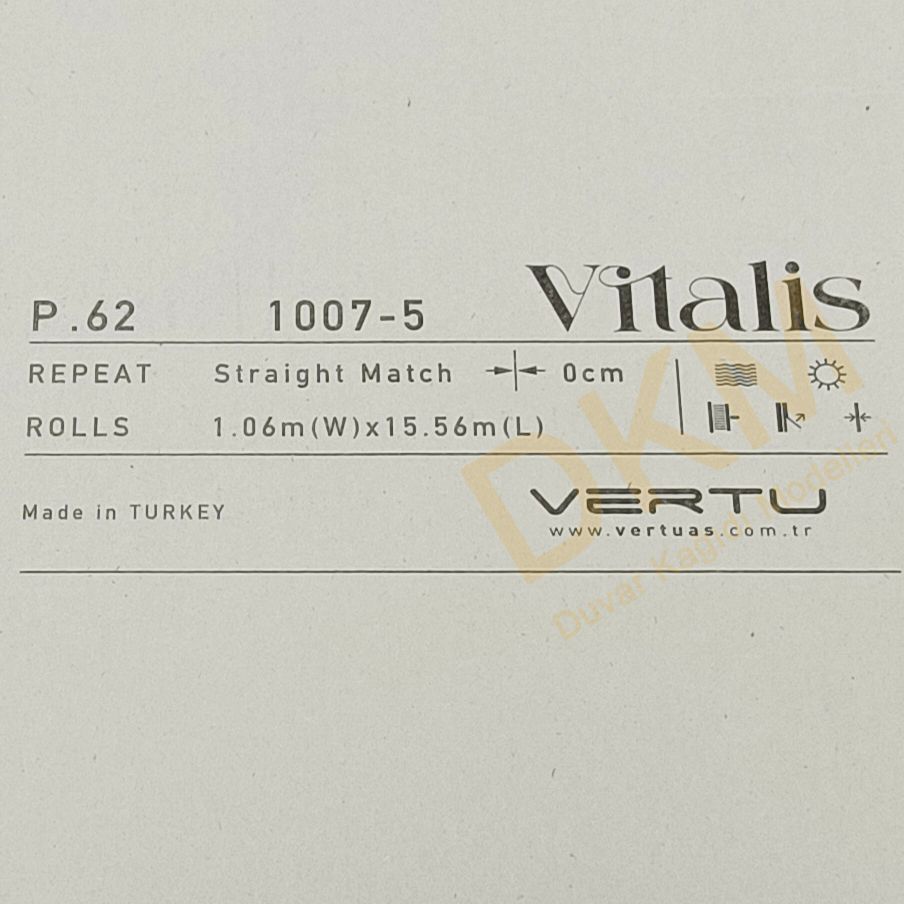 P.62 1007-5 Vitalis
REPEAT Straight Match 0cm
ROLLS 1.06m(W)x15.56m(L)
Made in TURKEY
VERTU
www.vertuas.com.tr
DKM
Duvar Kağıdı Modelleri